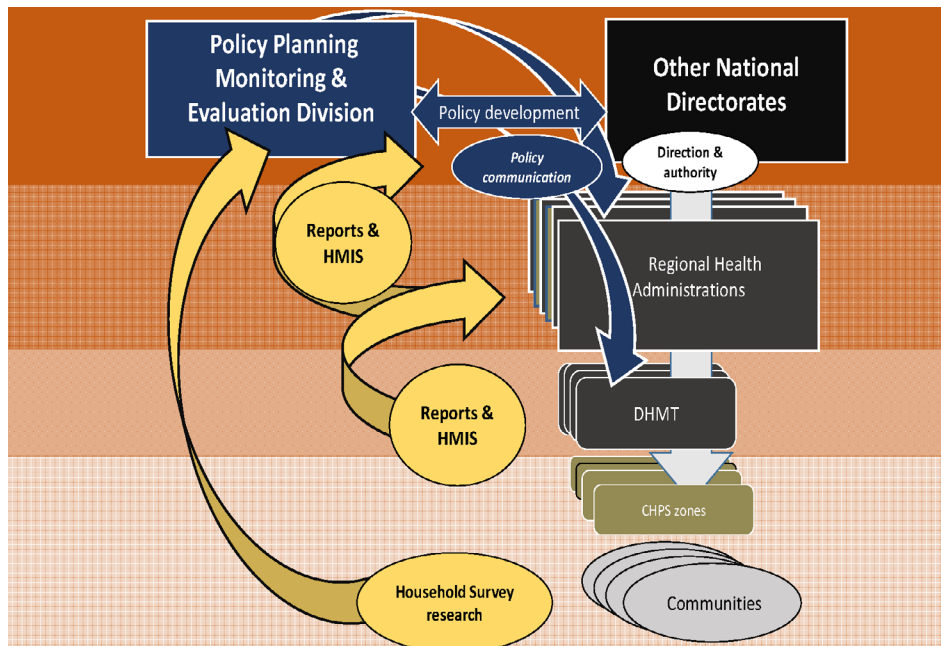 Policy Planning
Monitoring &
Evaluation Division
Other National
Directorates
Policy development
Policy
communication
Direction &
authority
Reports &
HMIS
Regional Health
Administrations
Reports &
HMIS
DHMT
CHPS zones
Household Survey
research
Communities